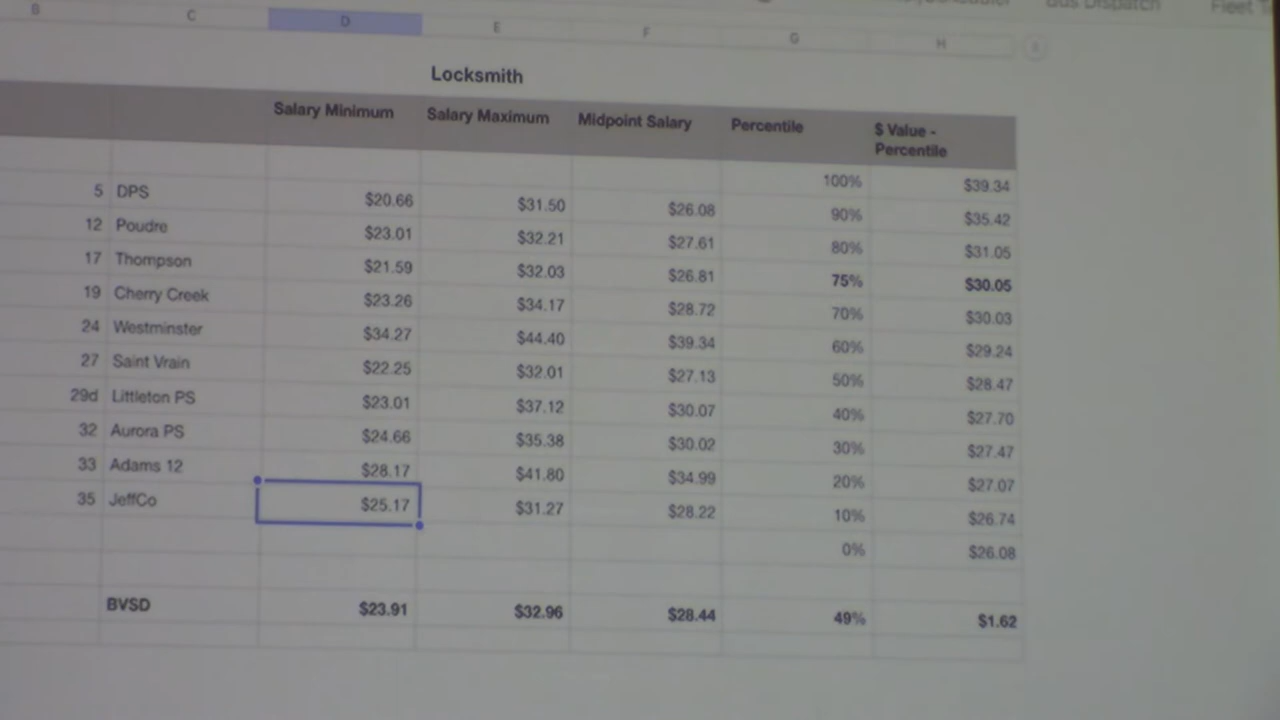 Bus Dispatch Fleet
B C D E F G H
Locksmith
Salary Minimum Salary Maximum Midpoint Salary Percentile $ Value - Percentile
100% $39.34
5 DPS $20.66 $31.50 $26.08 90% $35.42
12 Poudre $23.01 $32.21 $27.61 80% $31.05
17 Thompson $21.59 $32.03 $26.81 75% $30.05
19 Cherry Creek $23.26 $34.17 $28.72 70% $30.03
24 Westminster $34.27 $44.40 $39.34 60% $29.24
27 Saint Vrain $22.25 $32.01 $27.13 50% $28.47
29d Littleton PS $23.01 $37.12 $30.07 40% $27.70
32 Aurora PS $24.66 $35.38 $30.02 30% $27.47
33 Adams 12 $28.17 $41.80 $34.99 20% $27.07
35 JeffCo $25.17 $31.27 $28.22 10% $26.74
0% $26.08
BVSD $23.91 $32.96 $28.44 49% $1.62